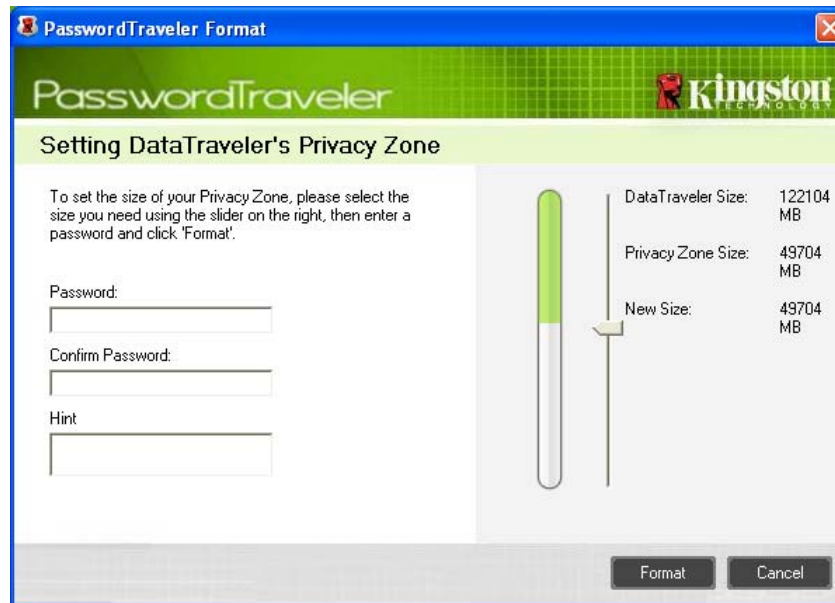 PasswordTraveler Format
PasswordTraveler
Kingston
TECHNOLOGY
Setting DataTraveler's Privacy Zone
To set the size of your Privacy Zone, please select the
size you need using the slider on the right, then enter a
password and click 'Format'.
Password:
Confirm Password:
Hint
DataTraveler Size: 122104
MB
Privacy Zone Size: 49704
MB
New Size: 49704
MB
Format
Cancel